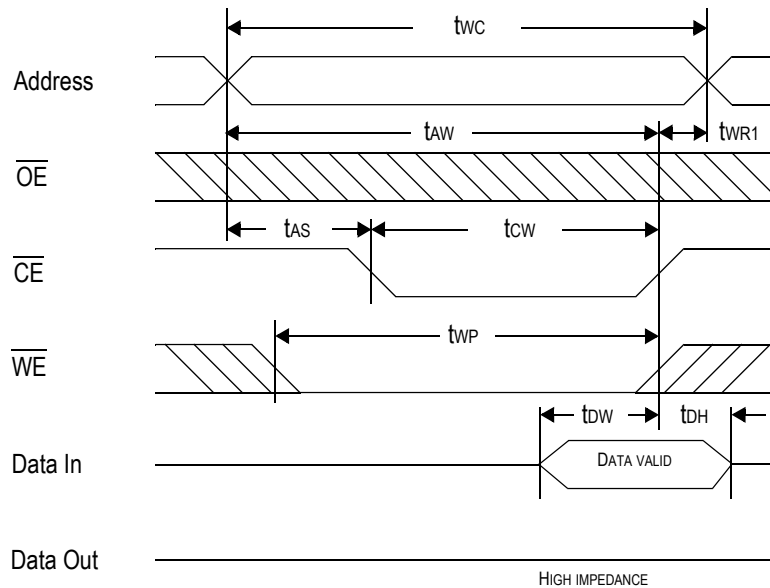 tWC
Address
tAW
tWR1
OE
tAS
tCW
CE
tWP
WE
tDW
tDH
Data In
DATA VALID
Data Out
HIGH IMPEDANCE